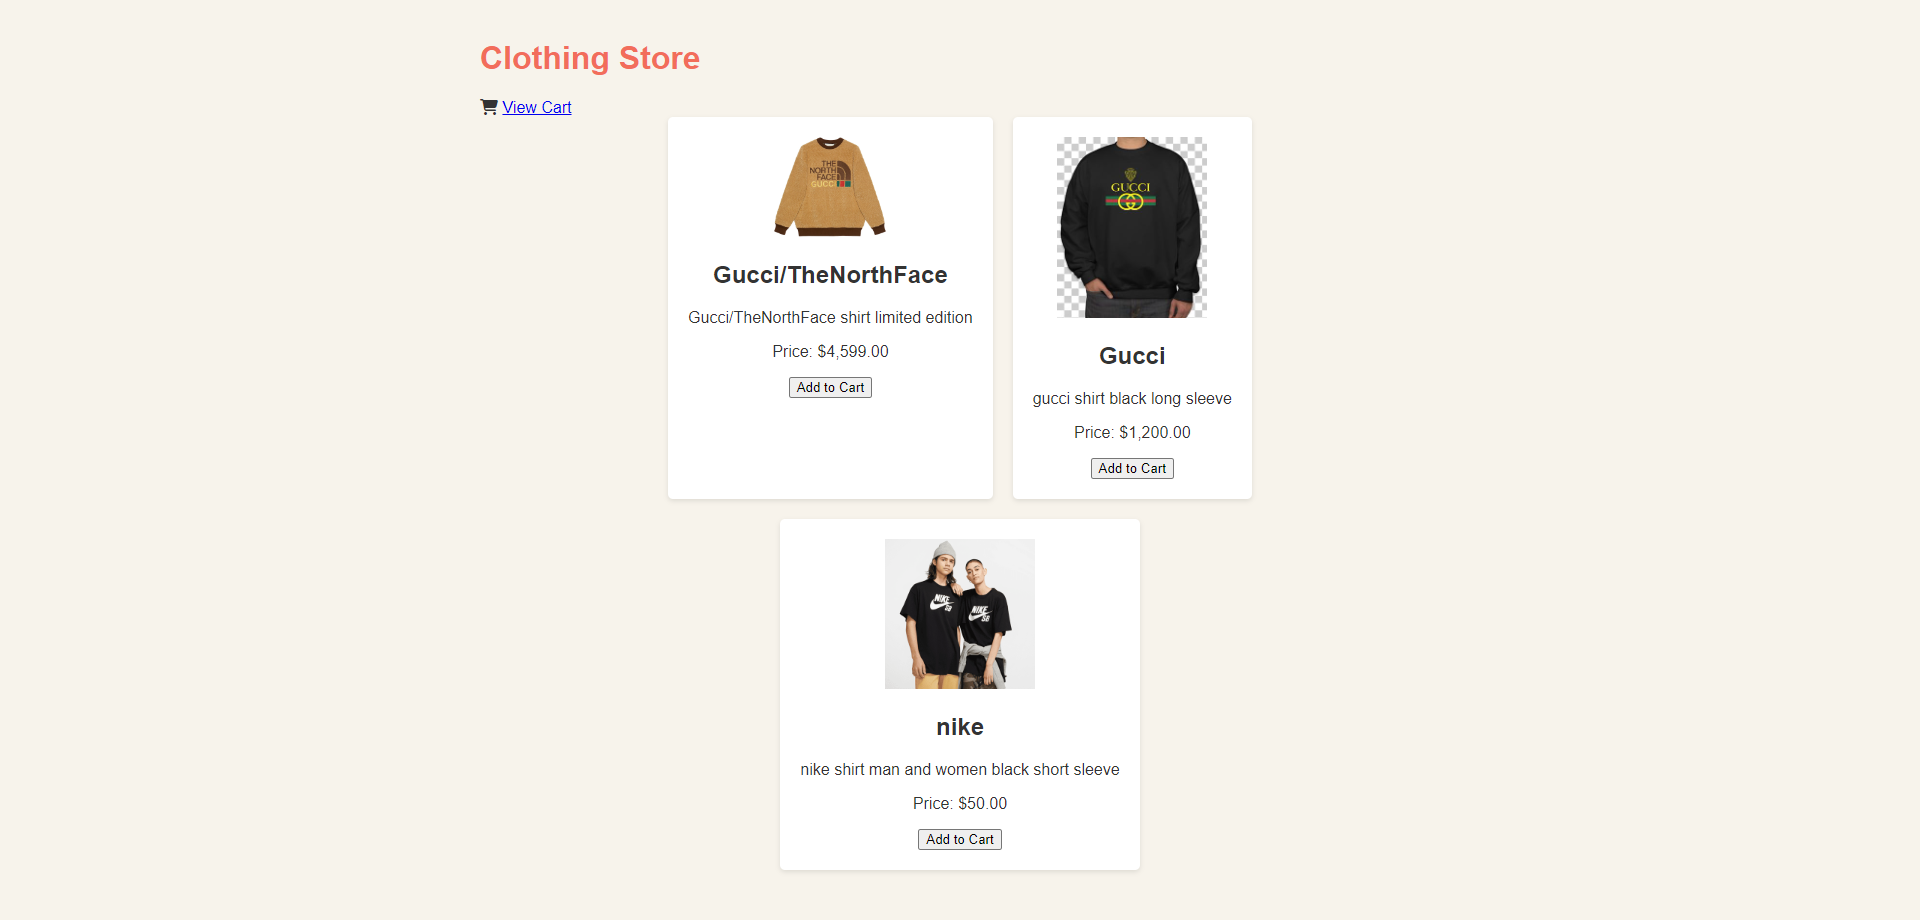 Clothing Store
View Cart
THE
NORTH
FACE
GUCCI
Gucci/TheNorthFace
Gucci/TheNorthFace shirt limited edition
Price: $4,599.00
Add to Cart
GUCCI
Gucci
gucci shirt black long sleeve
Price: $1,200.00
Add to Cart
NIKE
SB
NIKE
SB
nike
nike shirt man and women black short sleeve
Price: $50.00
Add to Cart